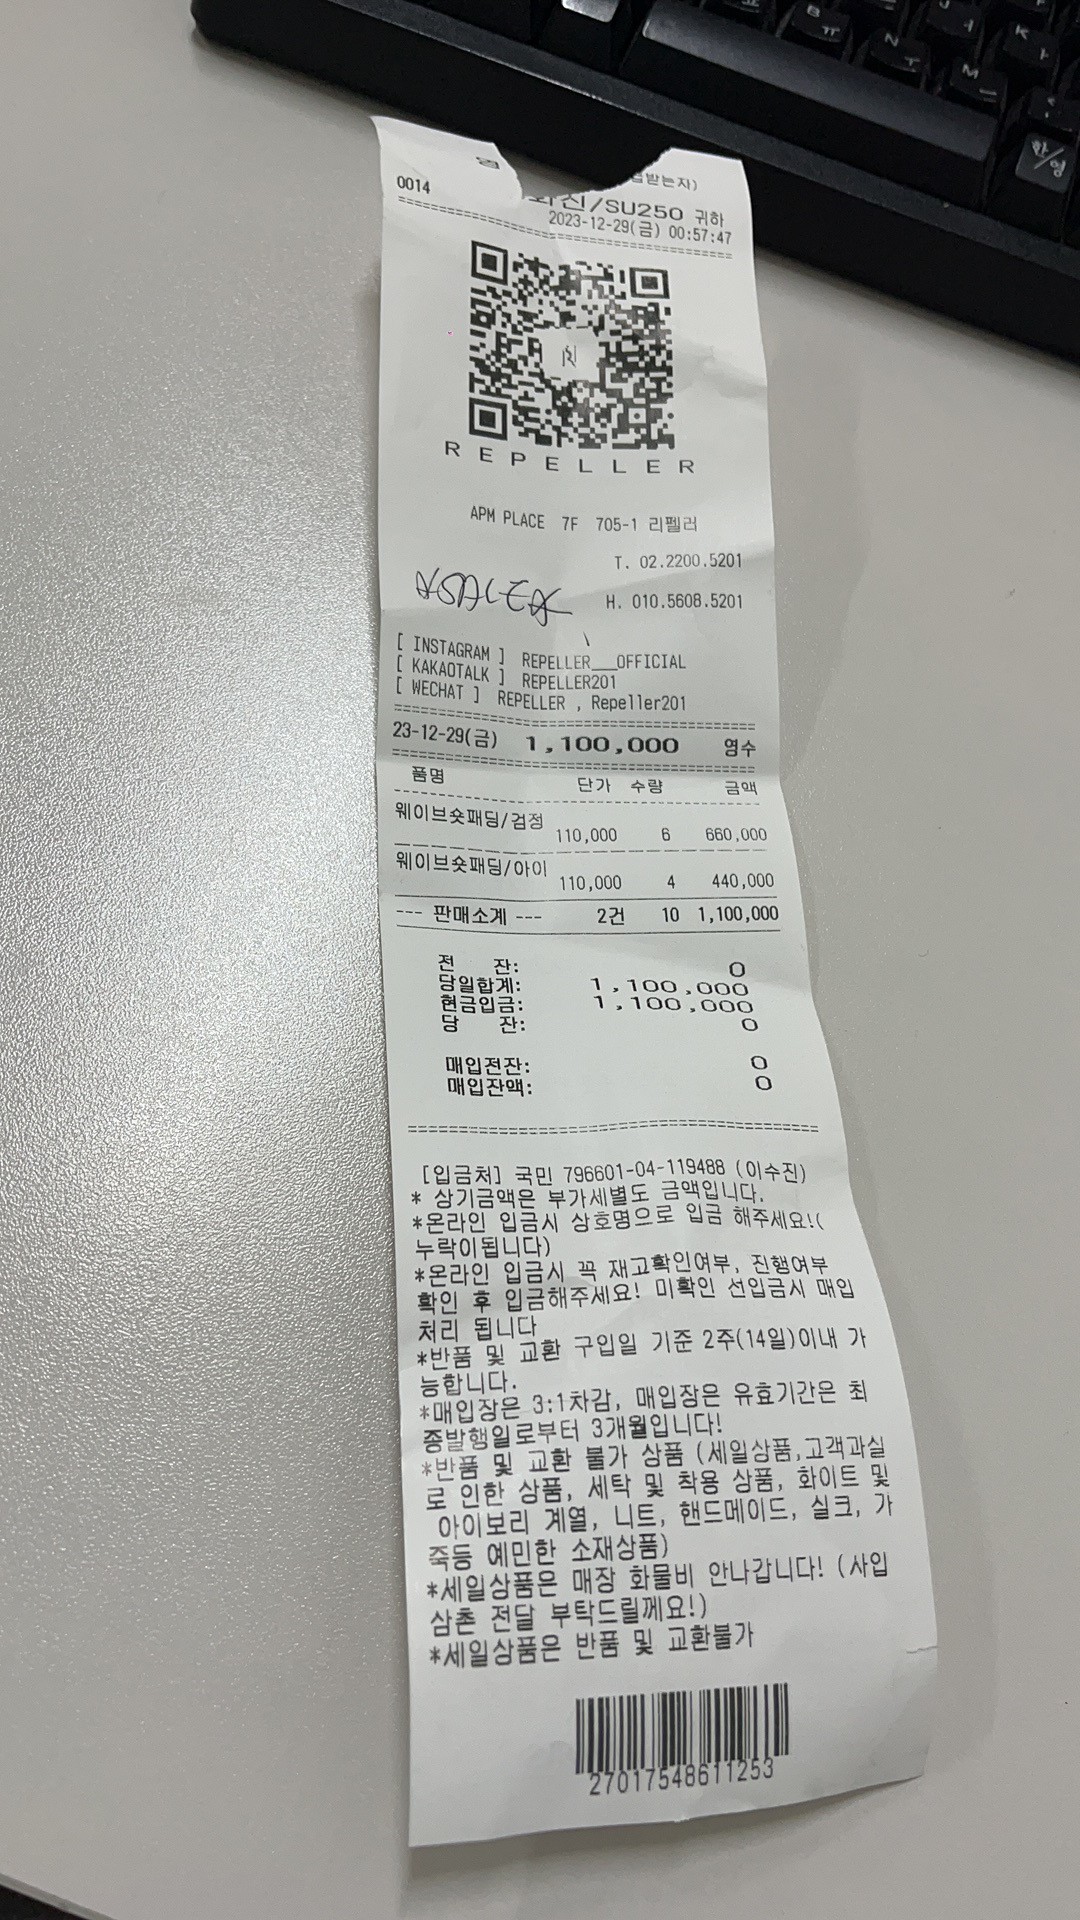 영
받는자)
0014
진/SU250 귀하
2023-12-29(금) 00:57:47
REPELLER
APM PLACE 7F 705-1 리펠러
T. 02.2200.5201
H. 010.5608.5201
[ INSTAGRAM ] REPELLER___OFFICIAL
[ KAKAOTALK ] REPELLER201
[ WECHAT ] REPELLER , Repeller201
23-12-29(금) 1,100,000 영수
품명 단가 수량 금액
웨이브숏패딩/검정
110,000 6 660,000
웨이브숏패딩/아이
110,000 4 440,000
--- 판매소계 --- 2건 10 1,100,000
전 잔: 0
당일합계: 1,100,000
현금입금: 1,100,000
당 잔: 0
매입전잔: 0
매입잔액: 0
[입금처] 국민 796601-04-119488 (이수진)
* 상기금액은 부가세별도 금액입니다.
*온라인 입금시 상호명으로 입금 해주세요!(
누락이됩니다)
*온라인 입금시 꼭 재고확인여부, 진행여부
확인 후 입금해주세요! 미확인 선입금시 매입
처리 됩니다
*반품 및 교환 구입일 기준 2주(14일)이내 가
능합니다.
*매입장은 3:1차감, 매입장은 유효기간은 최
종발행일로부터 3개월입니다!
*반품 및 교환 불가 상품 (세일상품,고객과실
로 인한 상품, 세탁 및 착용 상품, 화이트 및
아이보리 계열, 니트, 핸드메이드, 실크, 가
죽등 예민한 소재상품)
*세일상품은 매장 화물비 안나갑니다! (사입
삼촌 전달 부탁드릴께요!)
*세일상품은 반품 및 교환불가
27017548611253